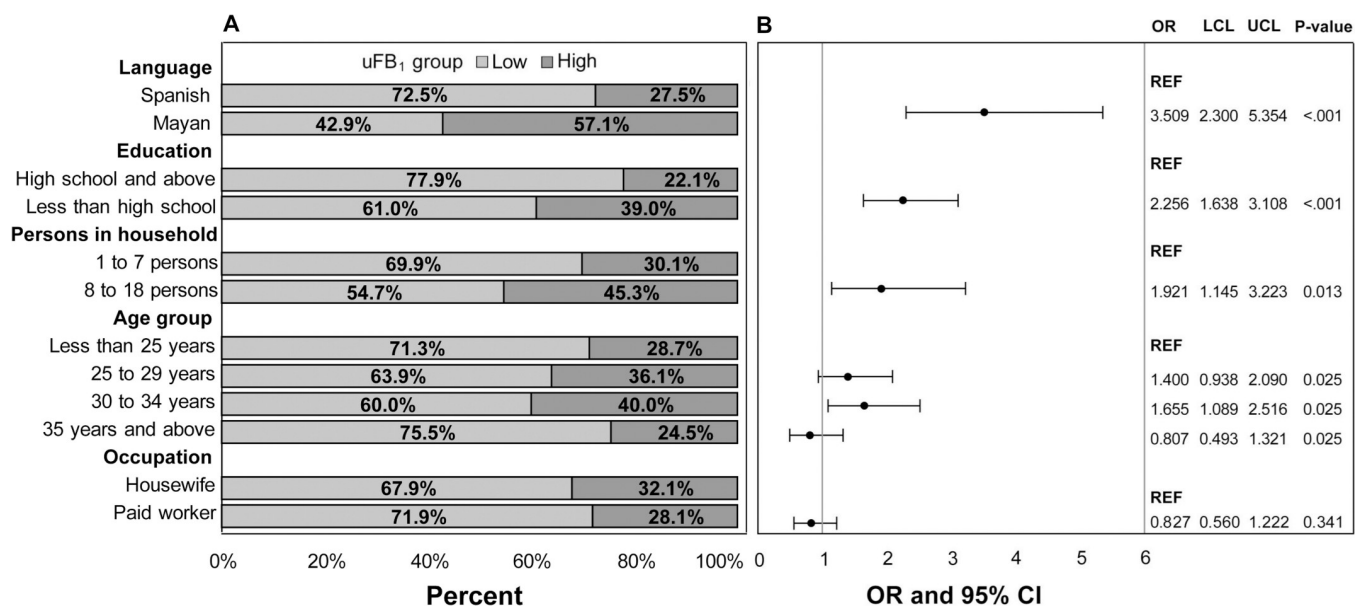 A
uFB₁ group Low High
Language
Spanish 72.5% 27.5%
Mayan 42.9% 57.1%
Education
High school and above 77.9% 22.1%
Less than high school 61.0% 39.0%
Persons in household
1 to 7 persons 69.9% 30.1%
8 to 18 persons 54.7% 45.3%
Age group
Less than 25 years 71.3% 28.7%
25 to 29 years 63.9% 36.1%
30 to 34 years 60.0% 40.0%
35 years and above 75.5% 24.5%
Occupation
Housewife 67.9% 32.1%
Paid worker 71.9% 28.1%
0% 20% 40% 60% 80% 100%
Percent
B
OR LCL UCL P-value
REF
3.509 2.300 5.354 <.001
REF
2.256 1.638 3.108 <.001
REF
1.921 1.145 3.223 0.013
REF
1.400 0.938 2.090 0.025
1.655 1.089 2.516 0.025
0.807 0.493 1.321 0.025
REF
0.827 0.560 1.222 0.341
0 1 2 3 4 5 6
OR and 95% CI